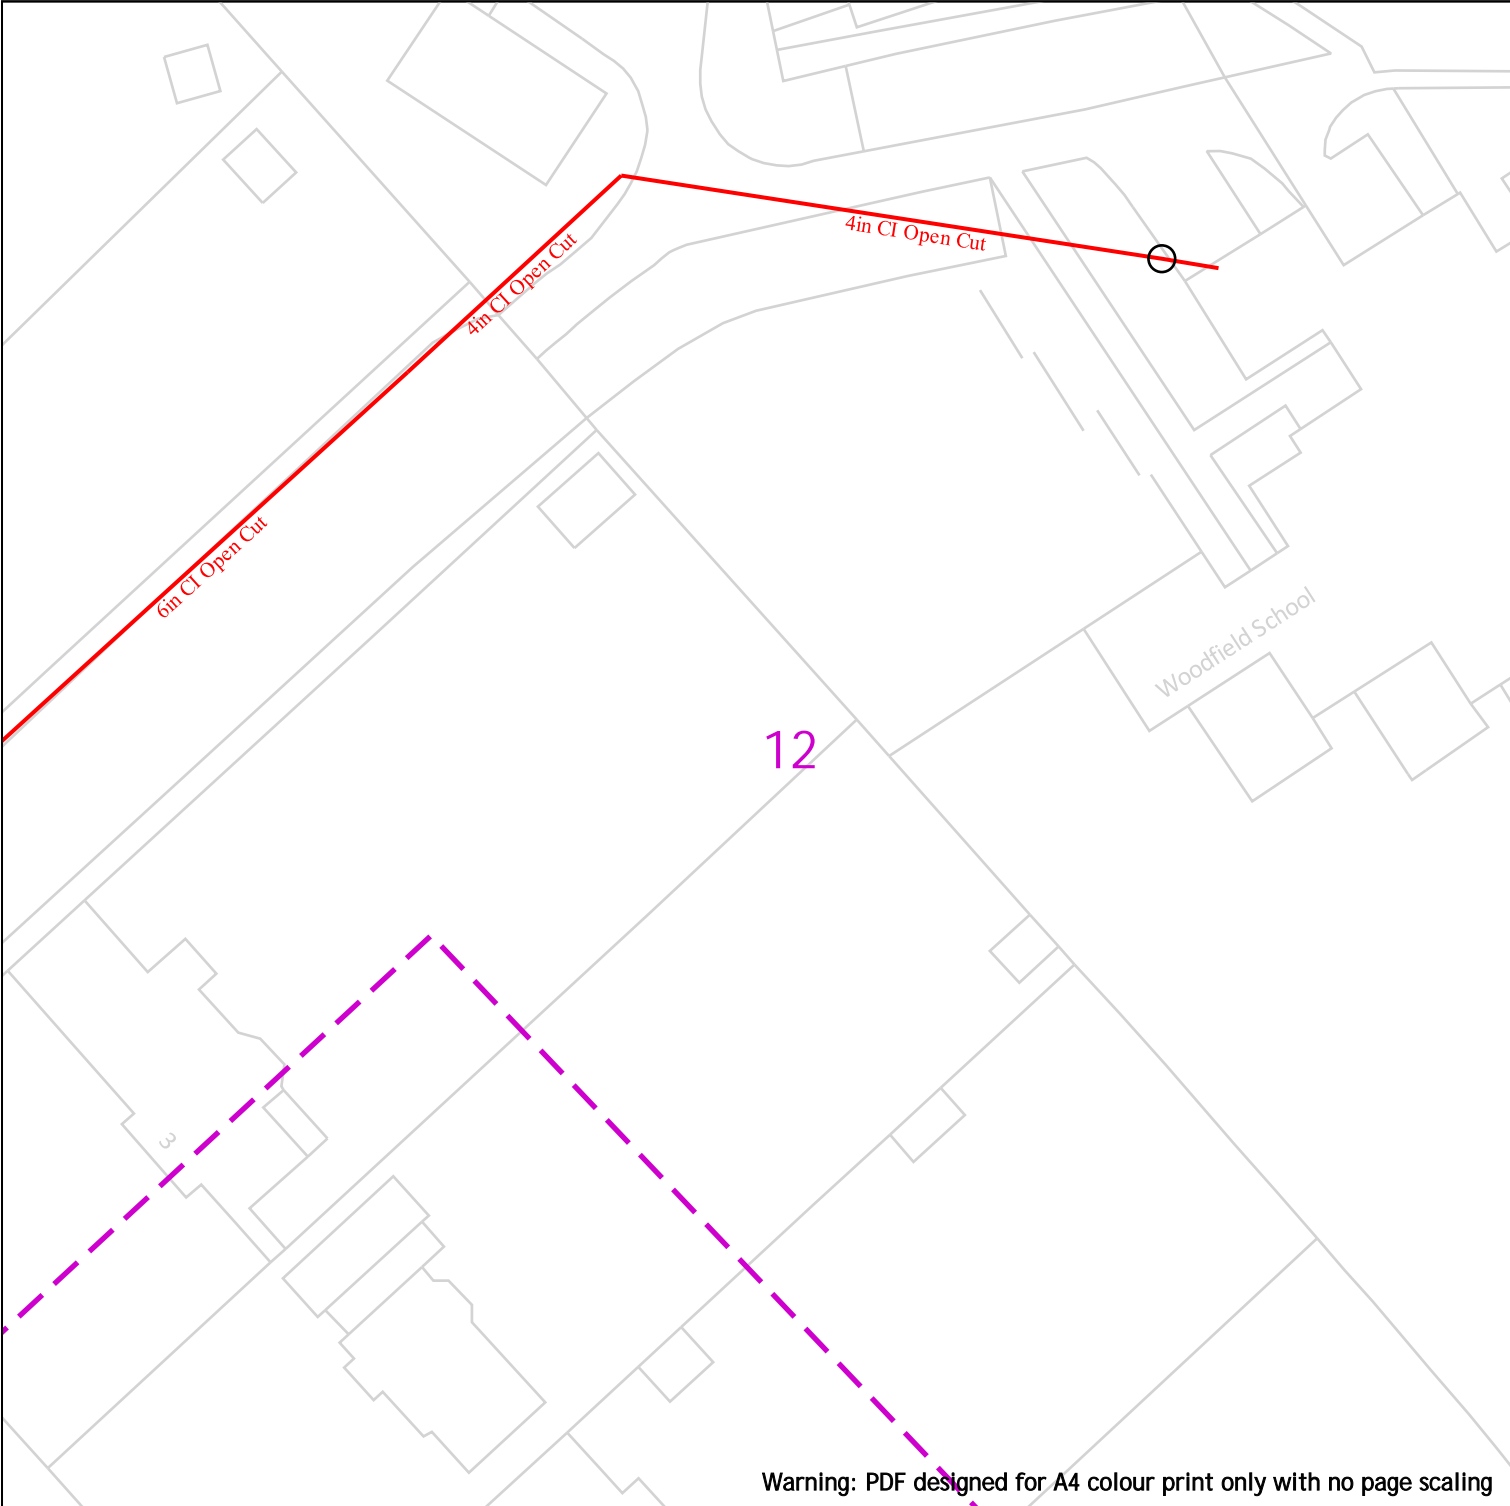 4in CI Open Cut
4in CI Open Cut
6in CI Open Cut
Woodfield School
12
3
Warning: PDF designed for A4 colour print only with no page scaling